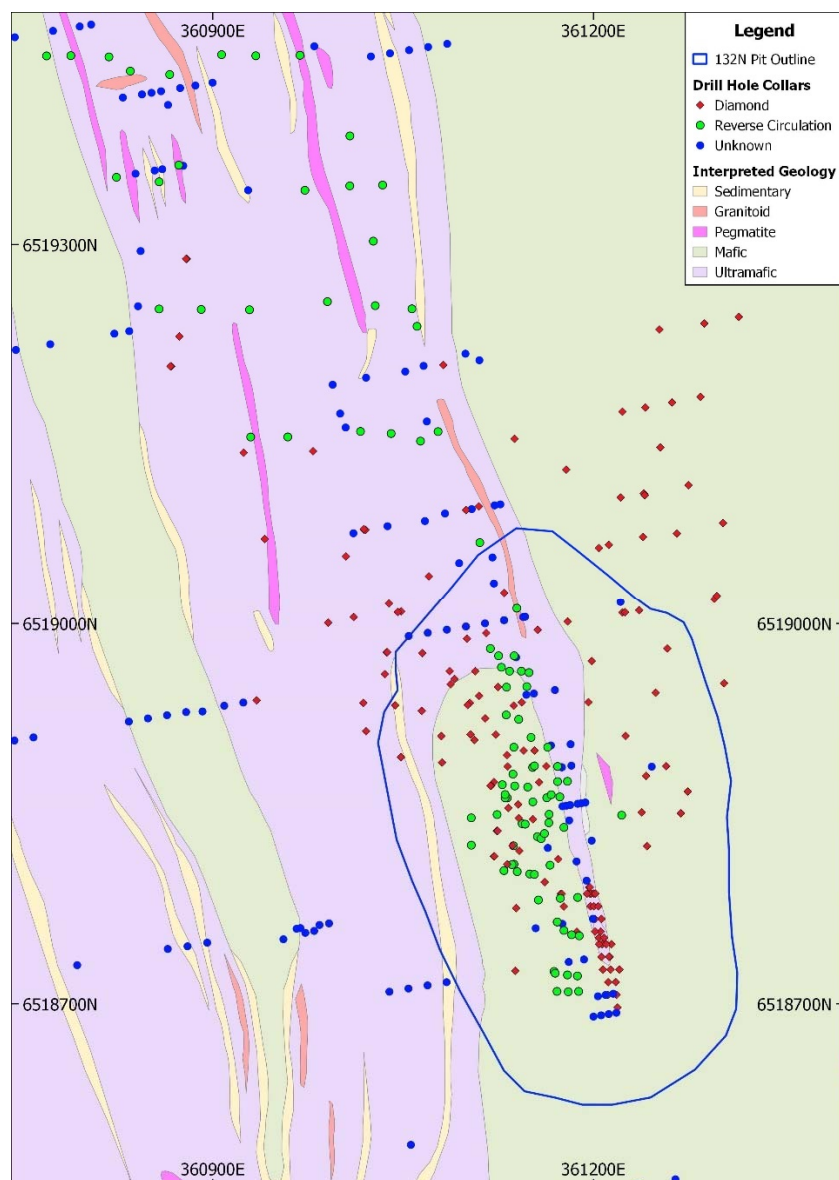 360900E
361200E
Legend
132N Pit Outline
Drill Hole Collars
Diamond
Reverse Circulation
Unknown
Interpreted Geology
Sedimentary
Granitoid
Pegmatite
Mafic
Ultramafic
6519300N
6519000N
6519000N
6518700N
6518700N
360900E
361200E